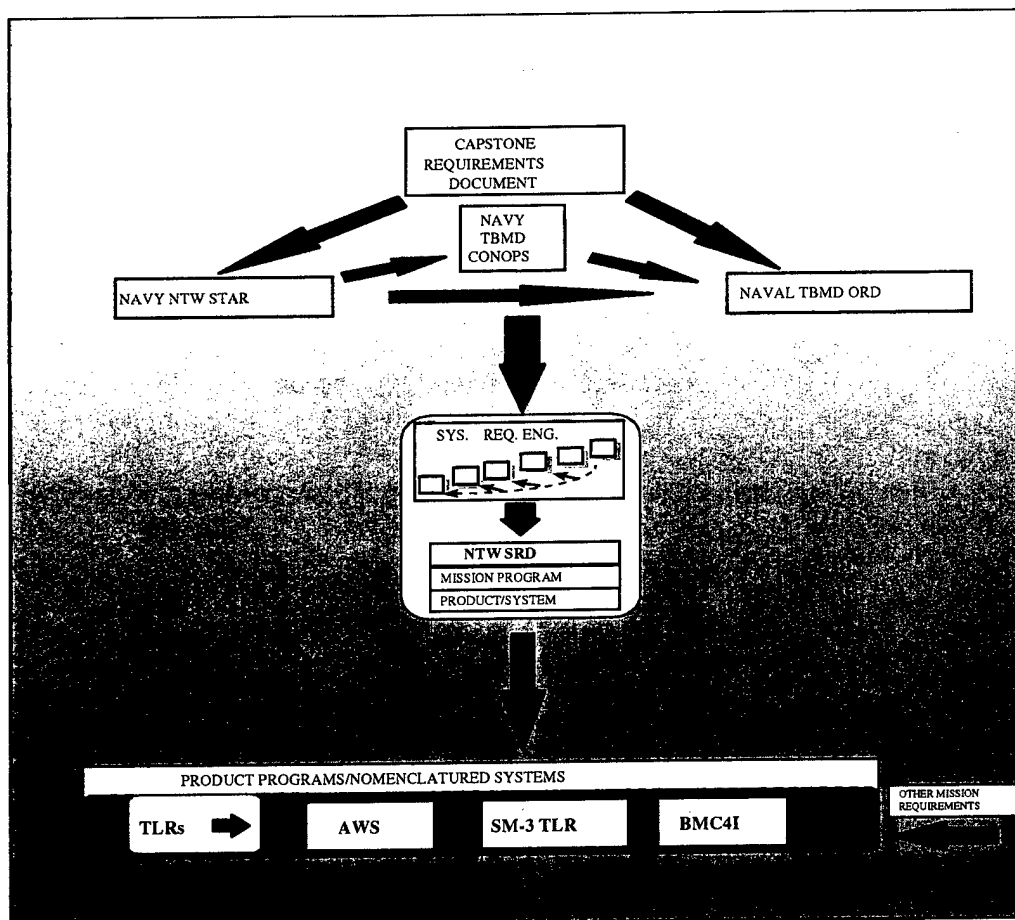 CAPSTONE
REQUIREMENTS
DOCUMENT
NAVY
TBMD
CONOPS
NAVY NTW STAR
NAVAL TBMD ORD
SYS. REQ. ENG.
NTW SRD
MISSION PROGRAM
PRODUCT/SYSTEM
PRODUCT PROGRAMS/NOMENCLATURED SYSTEMS
OTHER MISSION
REQUIREMENTS
TLRs
AWS
SM-3 TLR
BMC4I